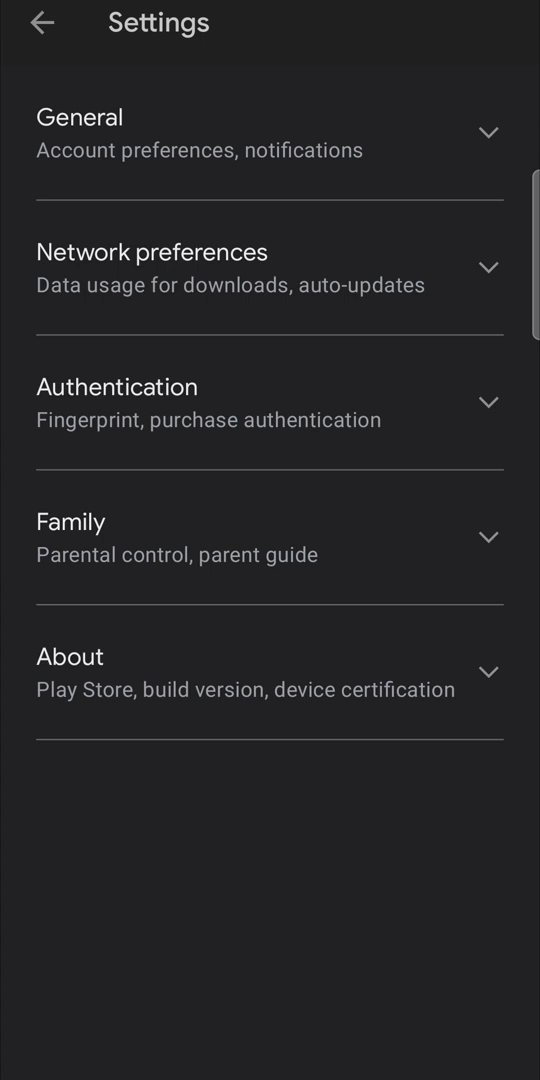 Settings
General
Account preferences, notifications
Network preferences
Data usage for downloads, auto-updates
Authentication
Fingerprint, purchase authentication
Family
Parental control, parent guide
About
Play Store, build version, device certification